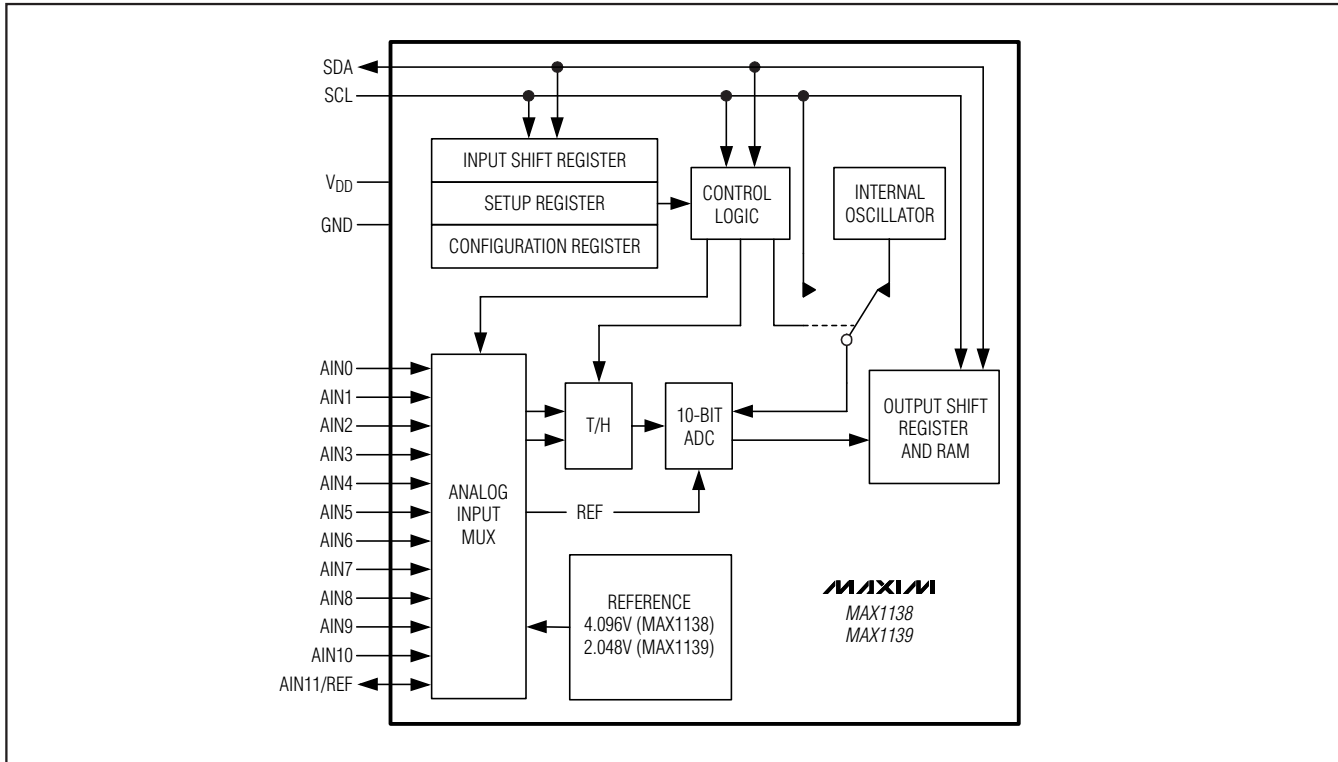 SDA
SCL
V_DD
GND
INPUT SHIFT REGISTER
SETUP REGISTER
CONFIGURATION REGISTER
CONTROL
LOGIC
INTERNAL
OSCILLATOR
AIN0
AIN1
AIN2
AIN3
AIN4
AIN5
AIN6
AIN7
AIN8
AIN9
AIN10
AIN11/REF
ANALOG
INPUT
MUX
T/H
10-BIT
ADC
REF
OUTPUT SHIFT
REGISTER
AND RAM
REFERENCE
4.096V (MAX1138)
2.048V (MAX1139)
MAXIM
MAX1138
MAX1139